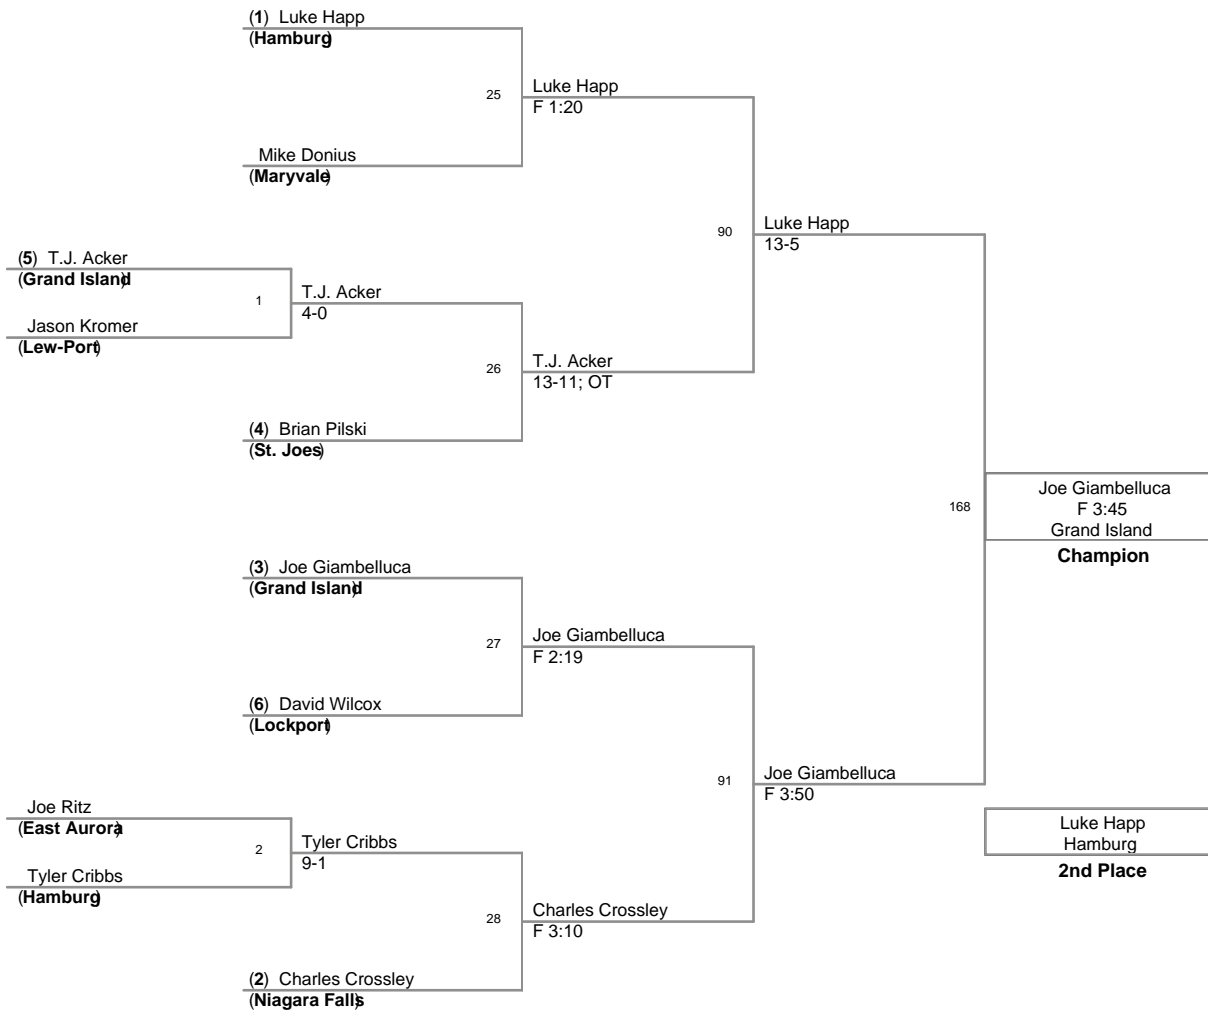 (1) Luke Happ
(Hamburg)
25
Luke Happ
F 1:20
Mike Donius
(Maryvale)
90
Luke Happ
13-5
(5) T.J. Acker
(Grand Island)
1
T.J. Acker
4-0
Jason Kromer
(Lew-Port)
26
T.J. Acker
13-11; OT
(4) Brian Pilski
(St. Joes)
168
Joe Giambelluca
F 3:45
Grand Island
Champion
(3) Joe Giambelluca
(Grand Island)
27
Joe Giambelluca
F 2:19
(6) David Wilcox
(Lockport)
91
Joe Giambelluca
F 3:50
Joe Ritz
(East Aurora)
2
Tyler Cribbs
9-1
Tyler Cribbs
(Hamburg)
28
Charles Crossley
F 3:10
(2) Charles Crossley
(Niagara Falls)
Luke Happ
Hamburg
2nd Place